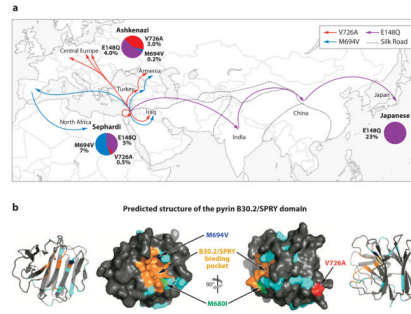 a
Ashkenazi
V726A
3.0%
E148Q
4.0%
M694V
0.2%
Central Europe
Armenia
Turkey
Iraq
North Africa
Sephardi
M694V
7%
E148Q
5%
V726A
0.5%
India
China
Japan
Japanese
E148Q
23%
V726A
E148Q
M694V
Silk Road
b
Predicted structure of the pyrin B30.2/SPRY domain
M694V
B30.2/SPRY
binding
pocket
90°
M680I
V726A